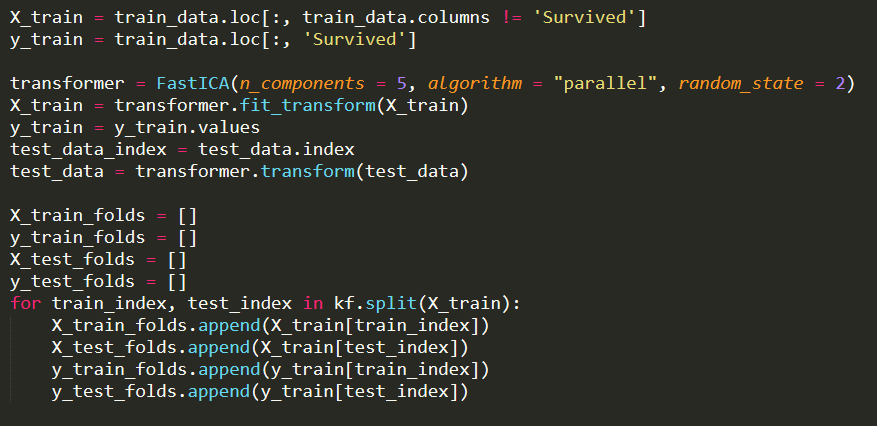 X_train = train_data.loc[:, train_data.columns != 'Survived']
y_train = train_data.loc[:, 'Survived']

transformer = FastICA(n_components = 5, algorithm = "parallel", random_state = 2)
X_train = transformer.fit_transform(X_train)
y_train = y_train.values
test_data_index = test_data.index
test_data = transformer.transform(test_data)

X_train_folds = []
y_train_folds = []
X_test_folds = []
y_test_folds = []
for train_index, test_index in kf.split(X_train):
    X_train_folds.append(X_train[train_index])
    X_test_folds.append(X_train[test_index])
    y_train_folds.append(y_train[train_index])
    y_test_folds.append(y_train[test_index])